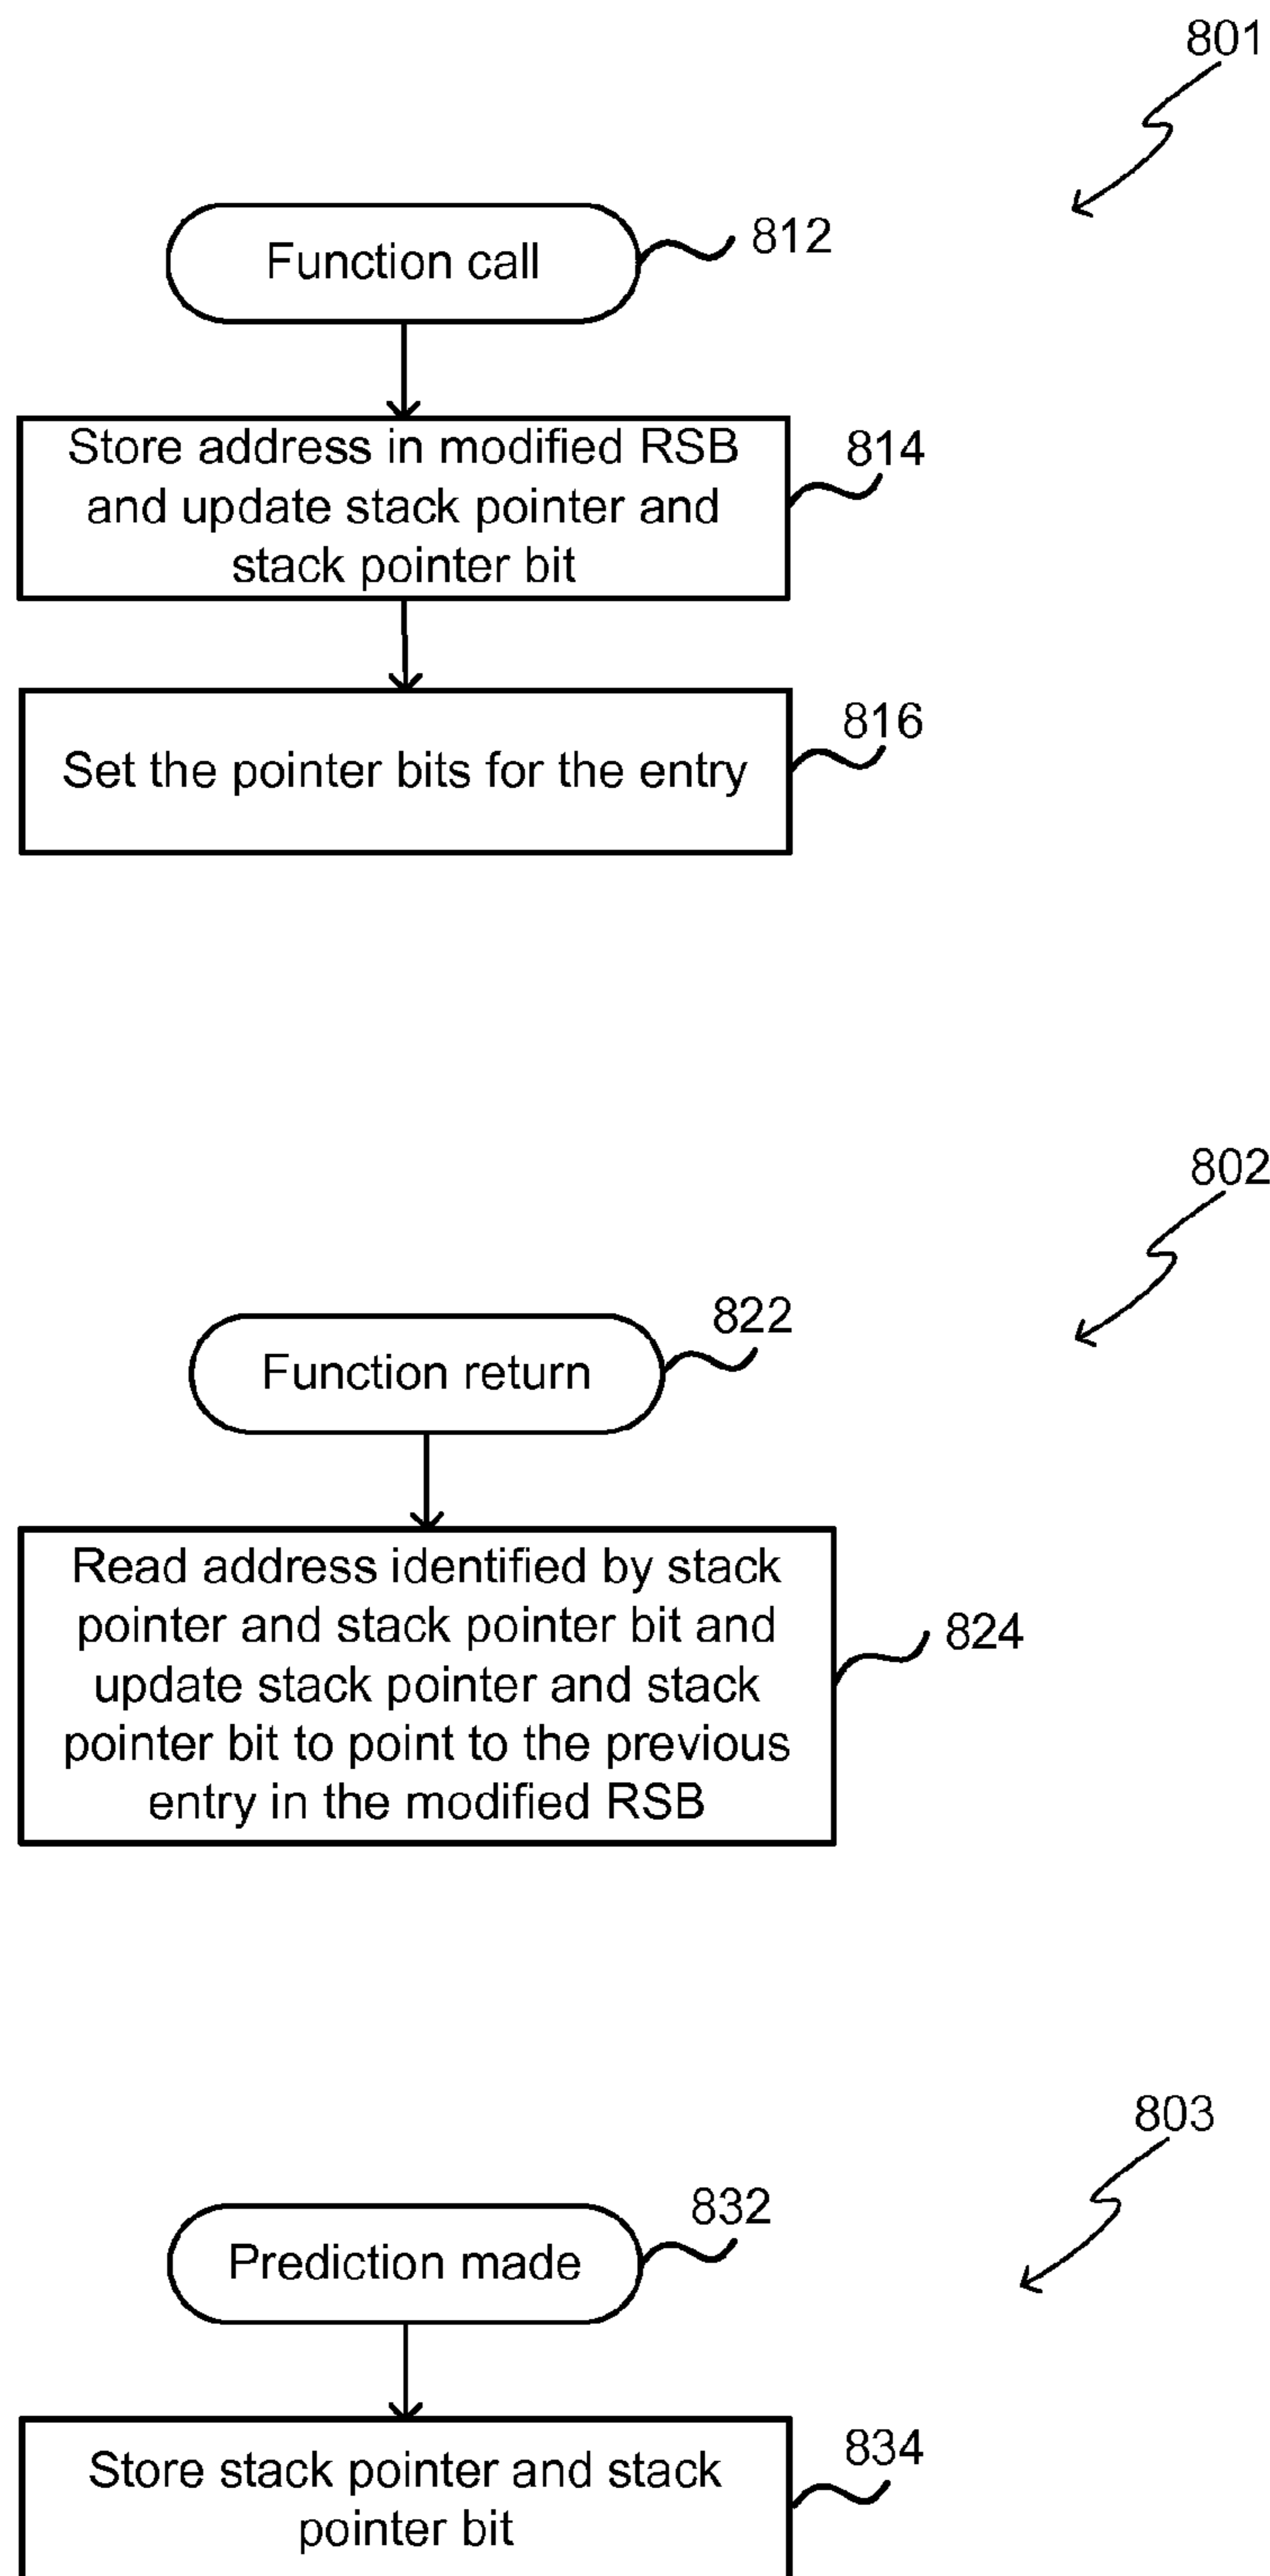 801
Function call
812
Store address in modified RSB
and update stack pointer and
stack pointer bit
814
Set the pointer bits for the entry
816
802
Function return
822
Read address identified by stack
pointer and stack pointer bit and
update stack pointer and stack
pointer bit to point to the previous
entry in the modified RSB
824
803
Prediction made
832
Store stack pointer and stack
pointer bit
834